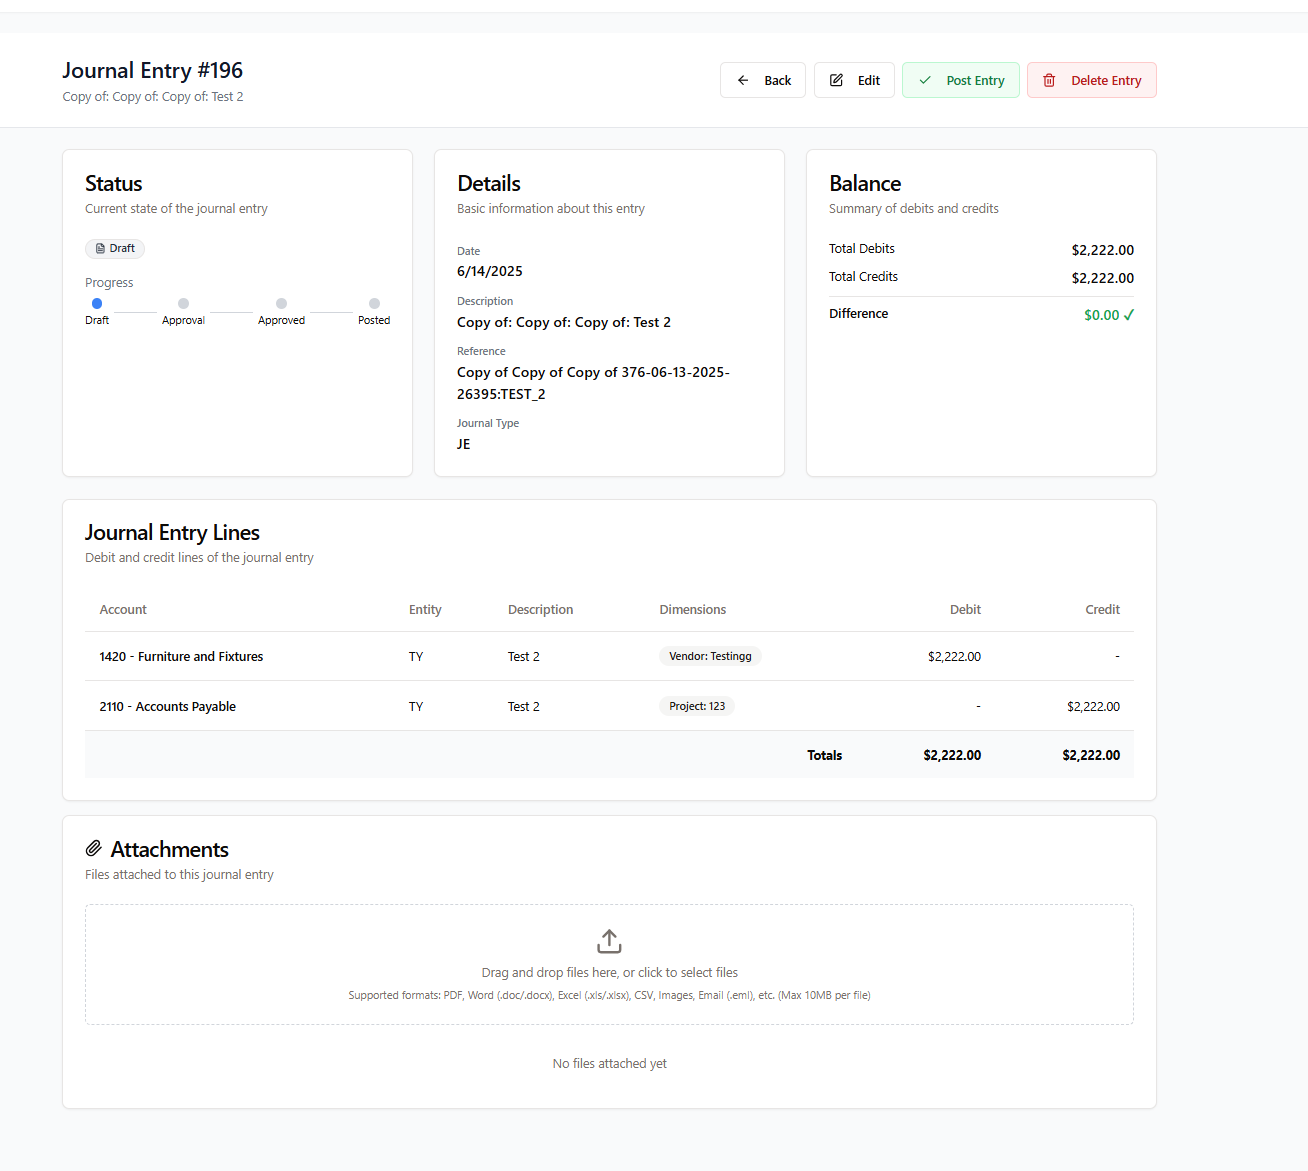 Journal Entry #196
Copy of: Copy of: Copy of: Test 2
Back
Edit
Post Entry
Delete Entry
Status
Current state of the journal entry
Draft
Progress
Draft
Approval
Approved
Posted
Details
Basic information about this entry
Date
6/14/2025
Description
Copy of: Copy of: Copy of: Test 2
Reference
Copy of Copy of Copy of 376-06-13-2025-
26395:TEST_2
Journal Type
JE
Balance
Summary of debits and credits
Total Debits $2,222.00
Total Credits $2,222.00
Difference $0.00 ✓
Journal Entry Lines
Debit and credit lines of the journal entry
Account Entity Description Dimensions Debit Credit
1420 - Furniture and Fixtures TY Test 2 Vendor: Testingg $2,222.00 -
2110 - Accounts Payable TY Test 2 Project: 123 - $2,222.00
Totals $2,222.00 $2,222.00
Attachments
Files attached to this journal entry
Drag and drop files here, or click to select files
Supported formats: PDF, Word (.doc/.docx), Excel (.xls/.xlsx), CSV, Images, Email (.eml), etc. (Max 10MB per file)
No files attached yet